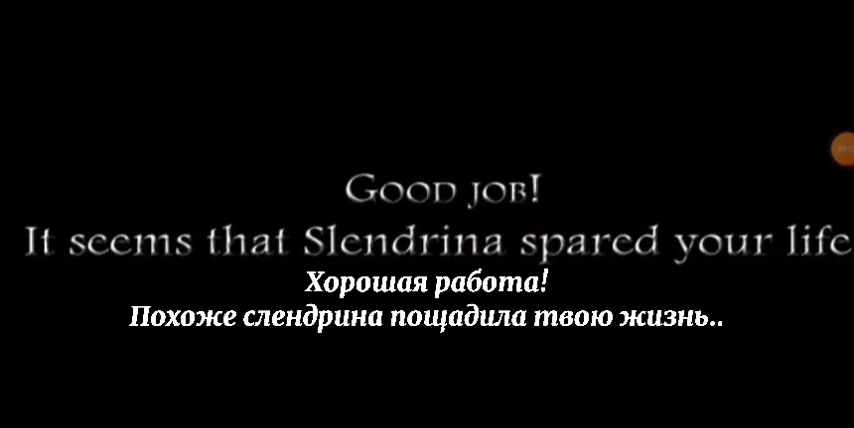 Good job!
It seems that Slendrina spared your life
Хорошая работа!
Похоже слендрина пощадила твою жизнь..